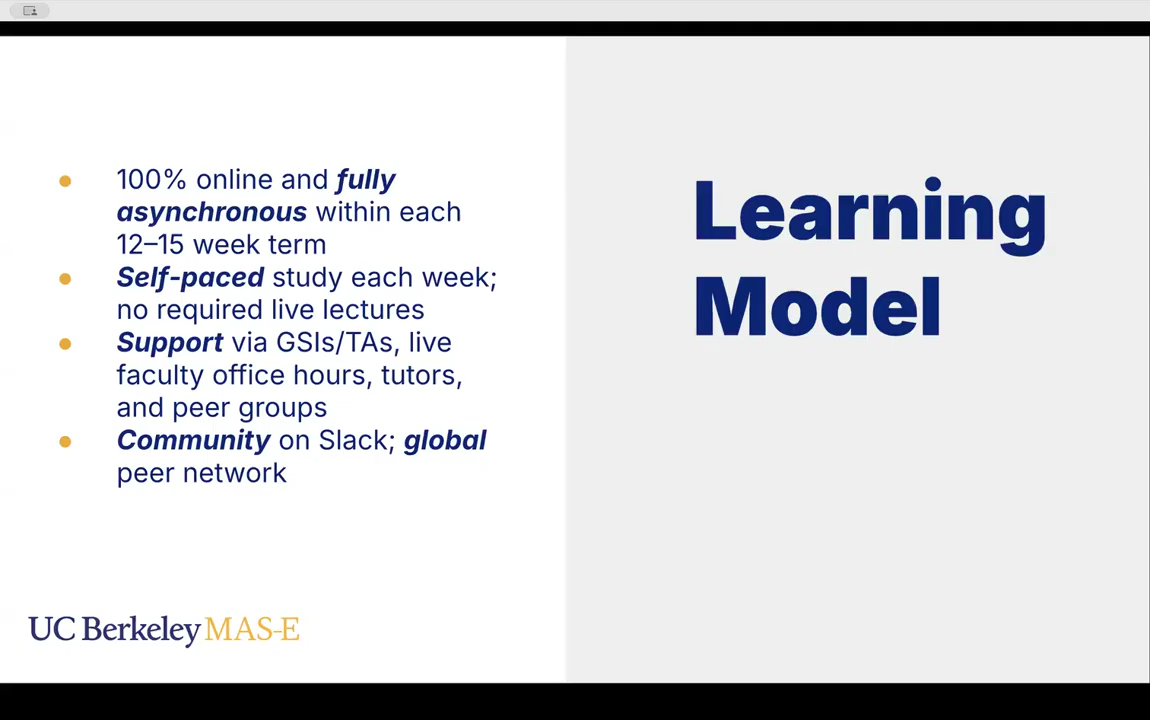 ● 100% online and fully
asynchronous within each
12–15 week term
● Self-paced study each week;
no required live lectures
● Support via GSIs/TAs, live
faculty office hours, tutors,
and peer groups
● Community on Slack; global
peer network
Learning
Model
UC Berkeley MAS-E